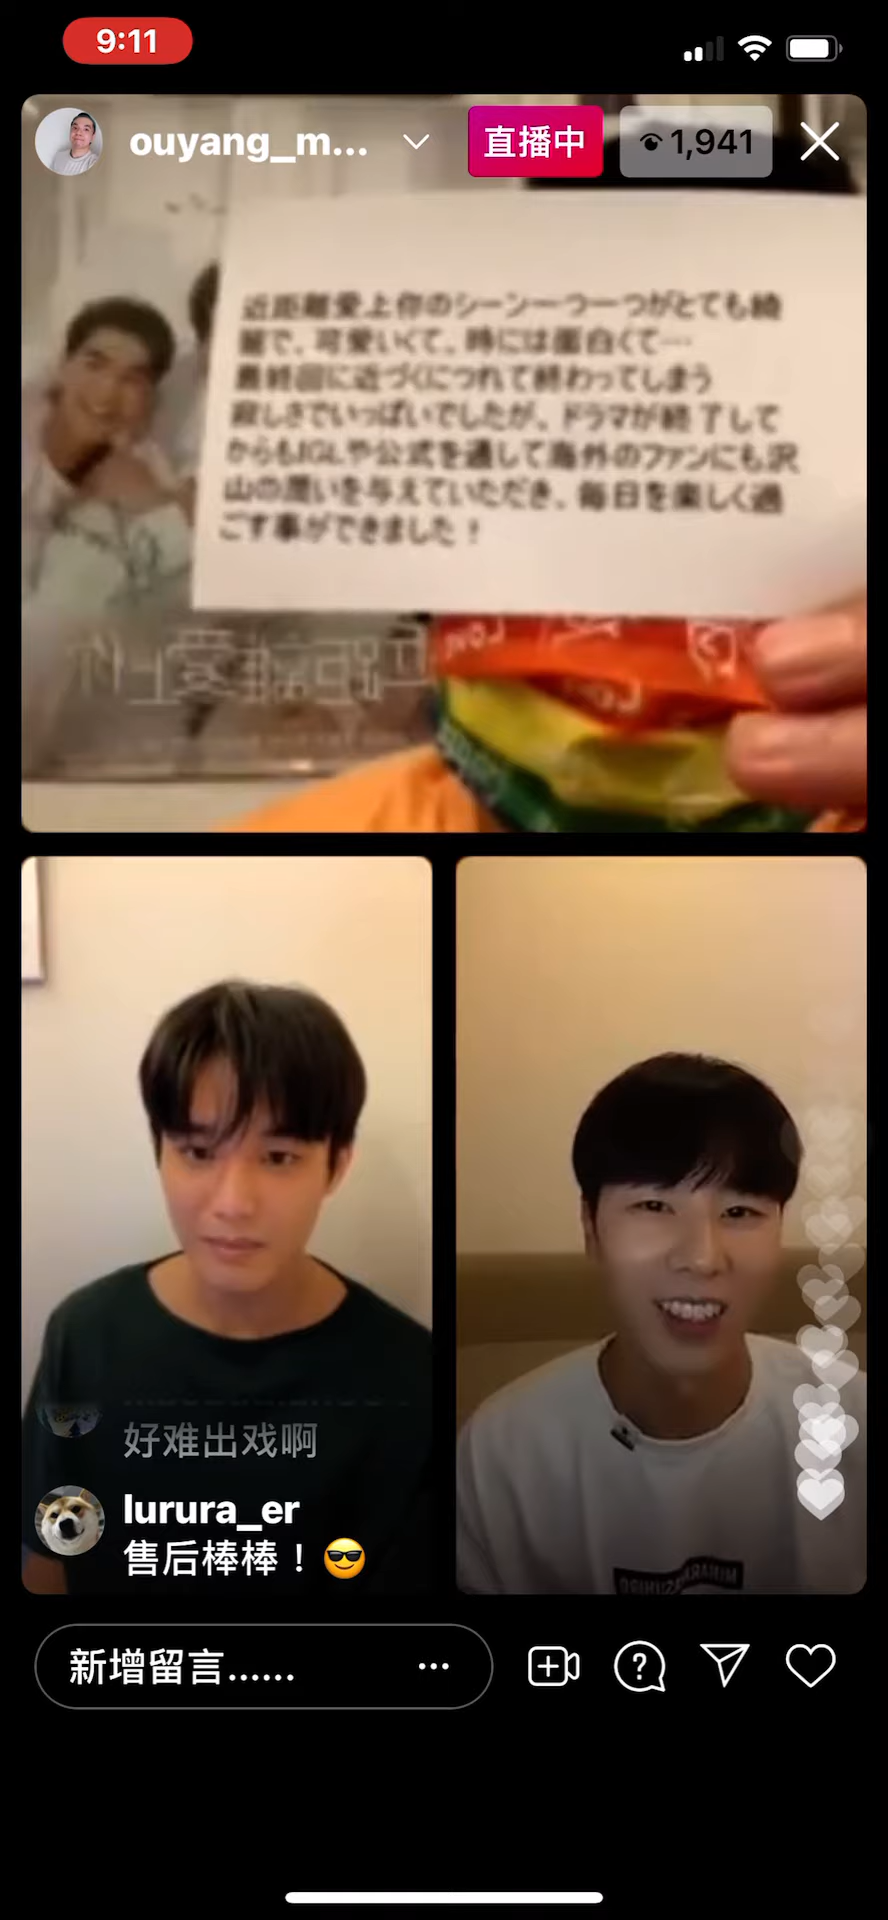 9:11
ouyang_m...
直播中
1,941
近距離愛上你のシーン一つ一つがとても綺
麗で、可愛いくて。時には面白くて…
最終回に近づくにつれて終わってしまう
寂しさでいっぱいでしたが、ドラマが終了して
からもIGLや公式を通して海外のファンにも沢
山の潤いを与えていただき、毎日を楽しく過
ごす事ができました！
好难出戏啊
lurura_er
售后棒棒！😎
新增留言......